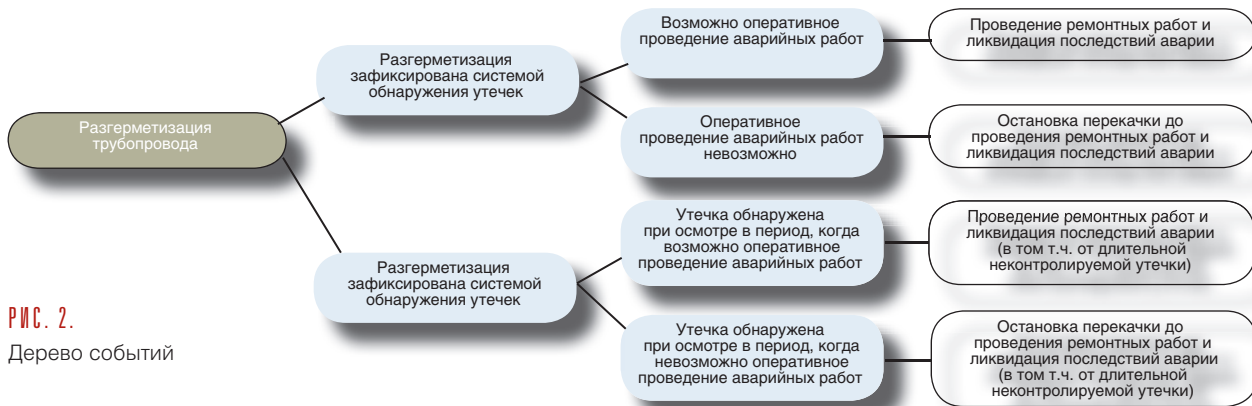 Разгерметизация
трубопровода
Разгерметизация
зафиксирована системой
обнаружения утечек
Возможно оперативное
проведение аварийных работ
Проведение ремонтных работ и
ликвидация последствий аварии
Оперативное
проведение аварийных работ
невозможно
Остановка перекачки до
проведения ремонтных работ и
ликвидация последствий аварии
Разгерметизация
зафиксирована системой
обнаружения утечек
Утечка обнаружена
при осмотре в период, когда
возможно оперативное
проведение аварийных работ
Проведение ремонтных работ и
ликвидация последствий аварии
(в том т.ч. от длительной
неконтролируемой утечки)
Утечка обнаружена
при осмотре в период, когда
невозможно оперативное
проведение аварийных работ
Остановка перекачки до
проведения ремонтных работ и
ликвидация последствий аварии
(в том т.ч. от длительной
неконтролируемой утечки)
РИС. 2.
Дерево событий